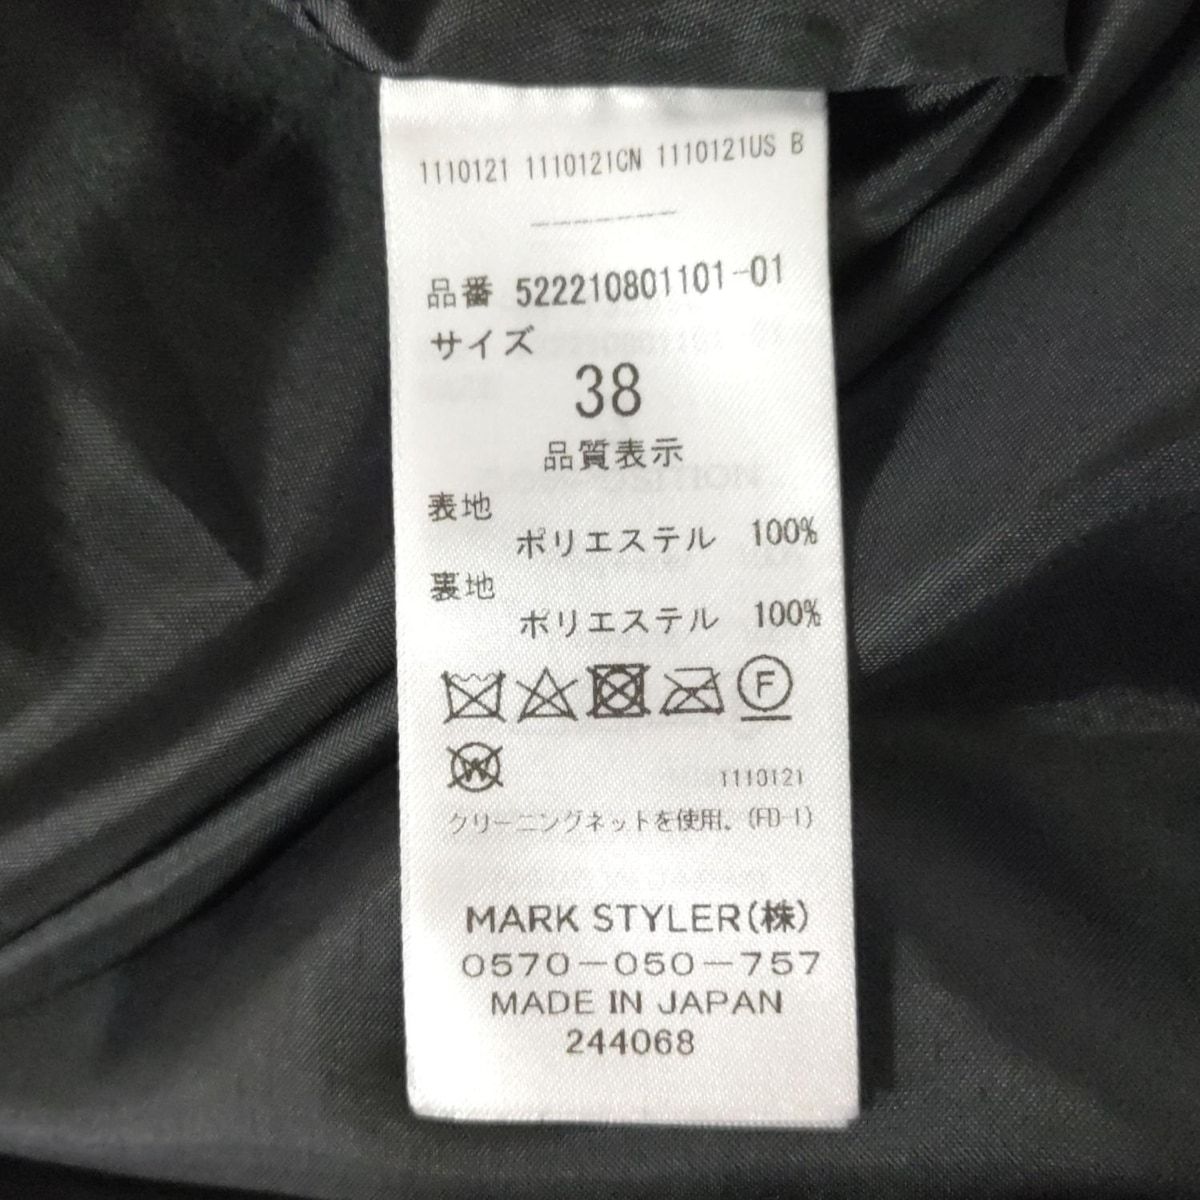 1110121 1110121CN 1110121US B
----------
品番 522210801101-01
サイズ
38
品質表示
表地
ポリエステル 100%
裏地
ポリエステル 100%
F
W
1110121
クリーニングネットを使用。(FD-1)
MARK STYLER(株)
0570-050-757
MADE IN JAPAN
244068